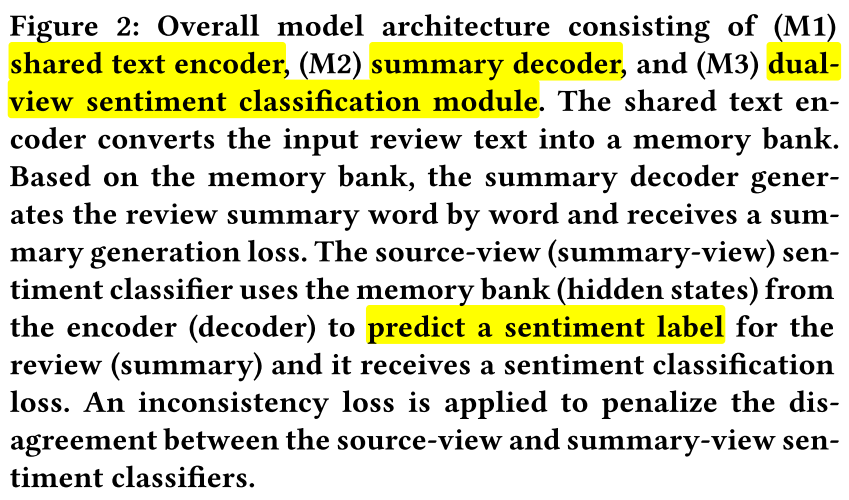 Figure 2: Overall model architecture consisting of (M1)
shared text encoder, (M2) summary decoder, and (M3) dual-
view sentiment classification module. The shared text en-
coder converts the input review text into a memory bank.
Based on the memory bank, the summary decoder gener-
ates the review summary word by word and receives a sum-
mary generation loss. The source-view (summary-view) sen-
timent classifier uses the memory bank (hidden states) from
the encoder (decoder) to predict a sentiment label for the
review (summary) and it receives a sentiment classification
loss. An inconsistency loss is applied to penalize the dis-
agreement between the source-view and summary-view sen-
timent classifiers.